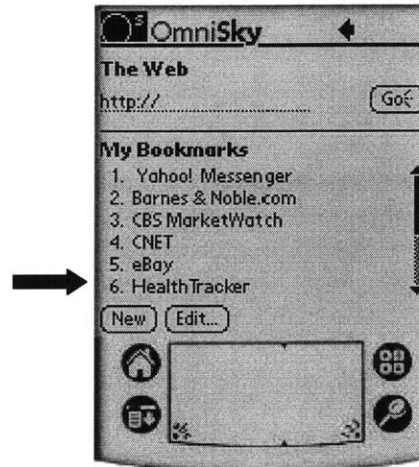 OmniSky
The Web
http://
Go
My Bookmarks
1. Yahoo! Messenger
2. Barnes & Noble.com
3. CBS MarketWatch
4. CNET
5. eBay
6. HealthTracker
New Edit...